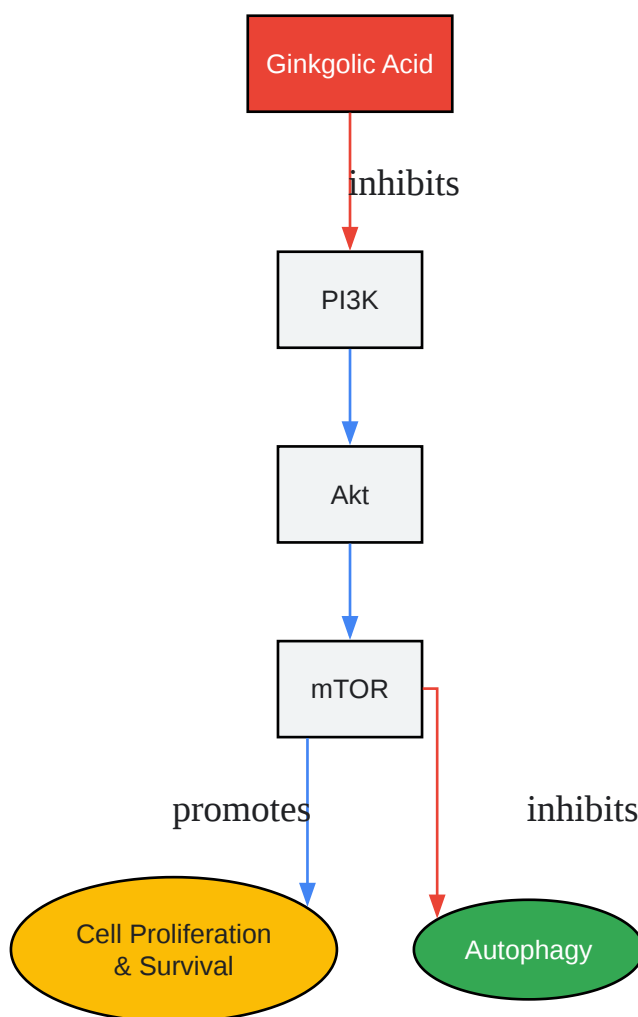 Ginkgolic Acid
inhibits
PI3K
Akt
mTOR
promotes
inhibits
Cell Proliferation
& Survival
Autophagy